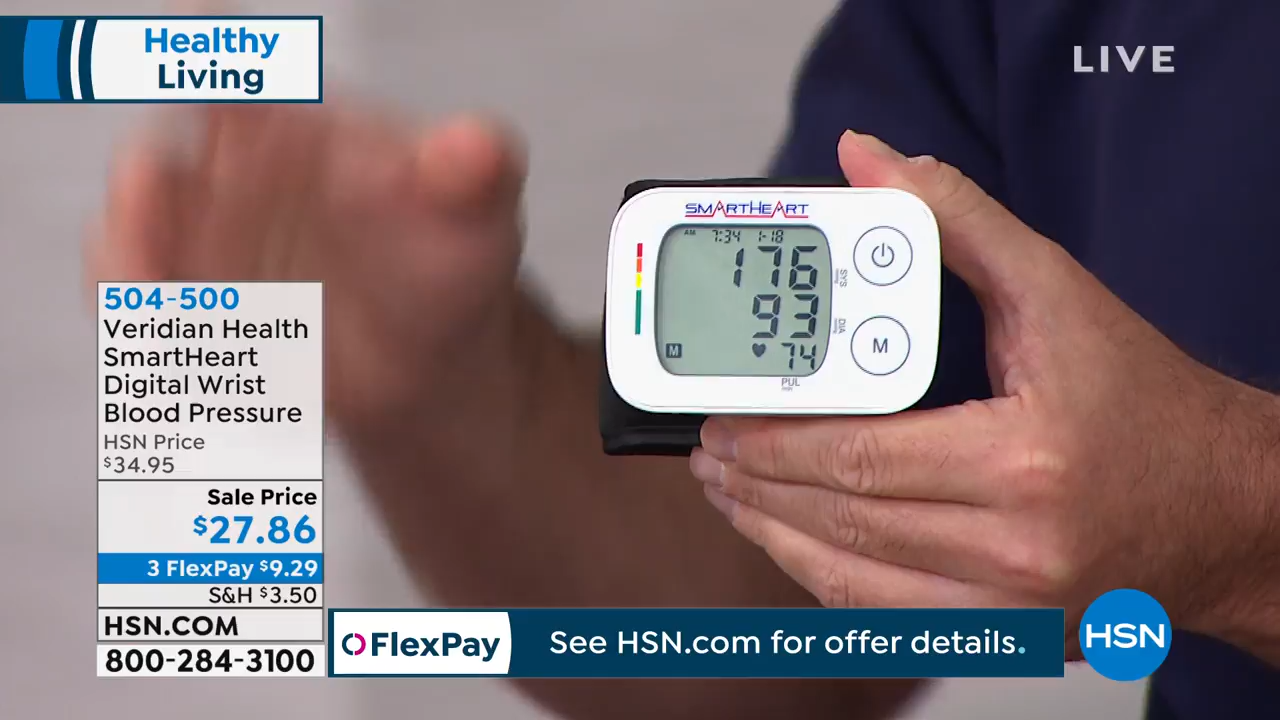 Healthy
Living
LIVE
504-500
Veridian Health
SmartHeart
Digital Wrist
Blood Pressure
HSN Price
$34.95
Sale Price
$27.86
3 FlexPay $9.29
S&H $3.50
HSN.COM
800-284-3100
SMARTHEART
AM 7:34 1-18
176
SYS
93
DIA
M
74
PUL
M
FlexPay
See HSN.com for offer details.
HSN